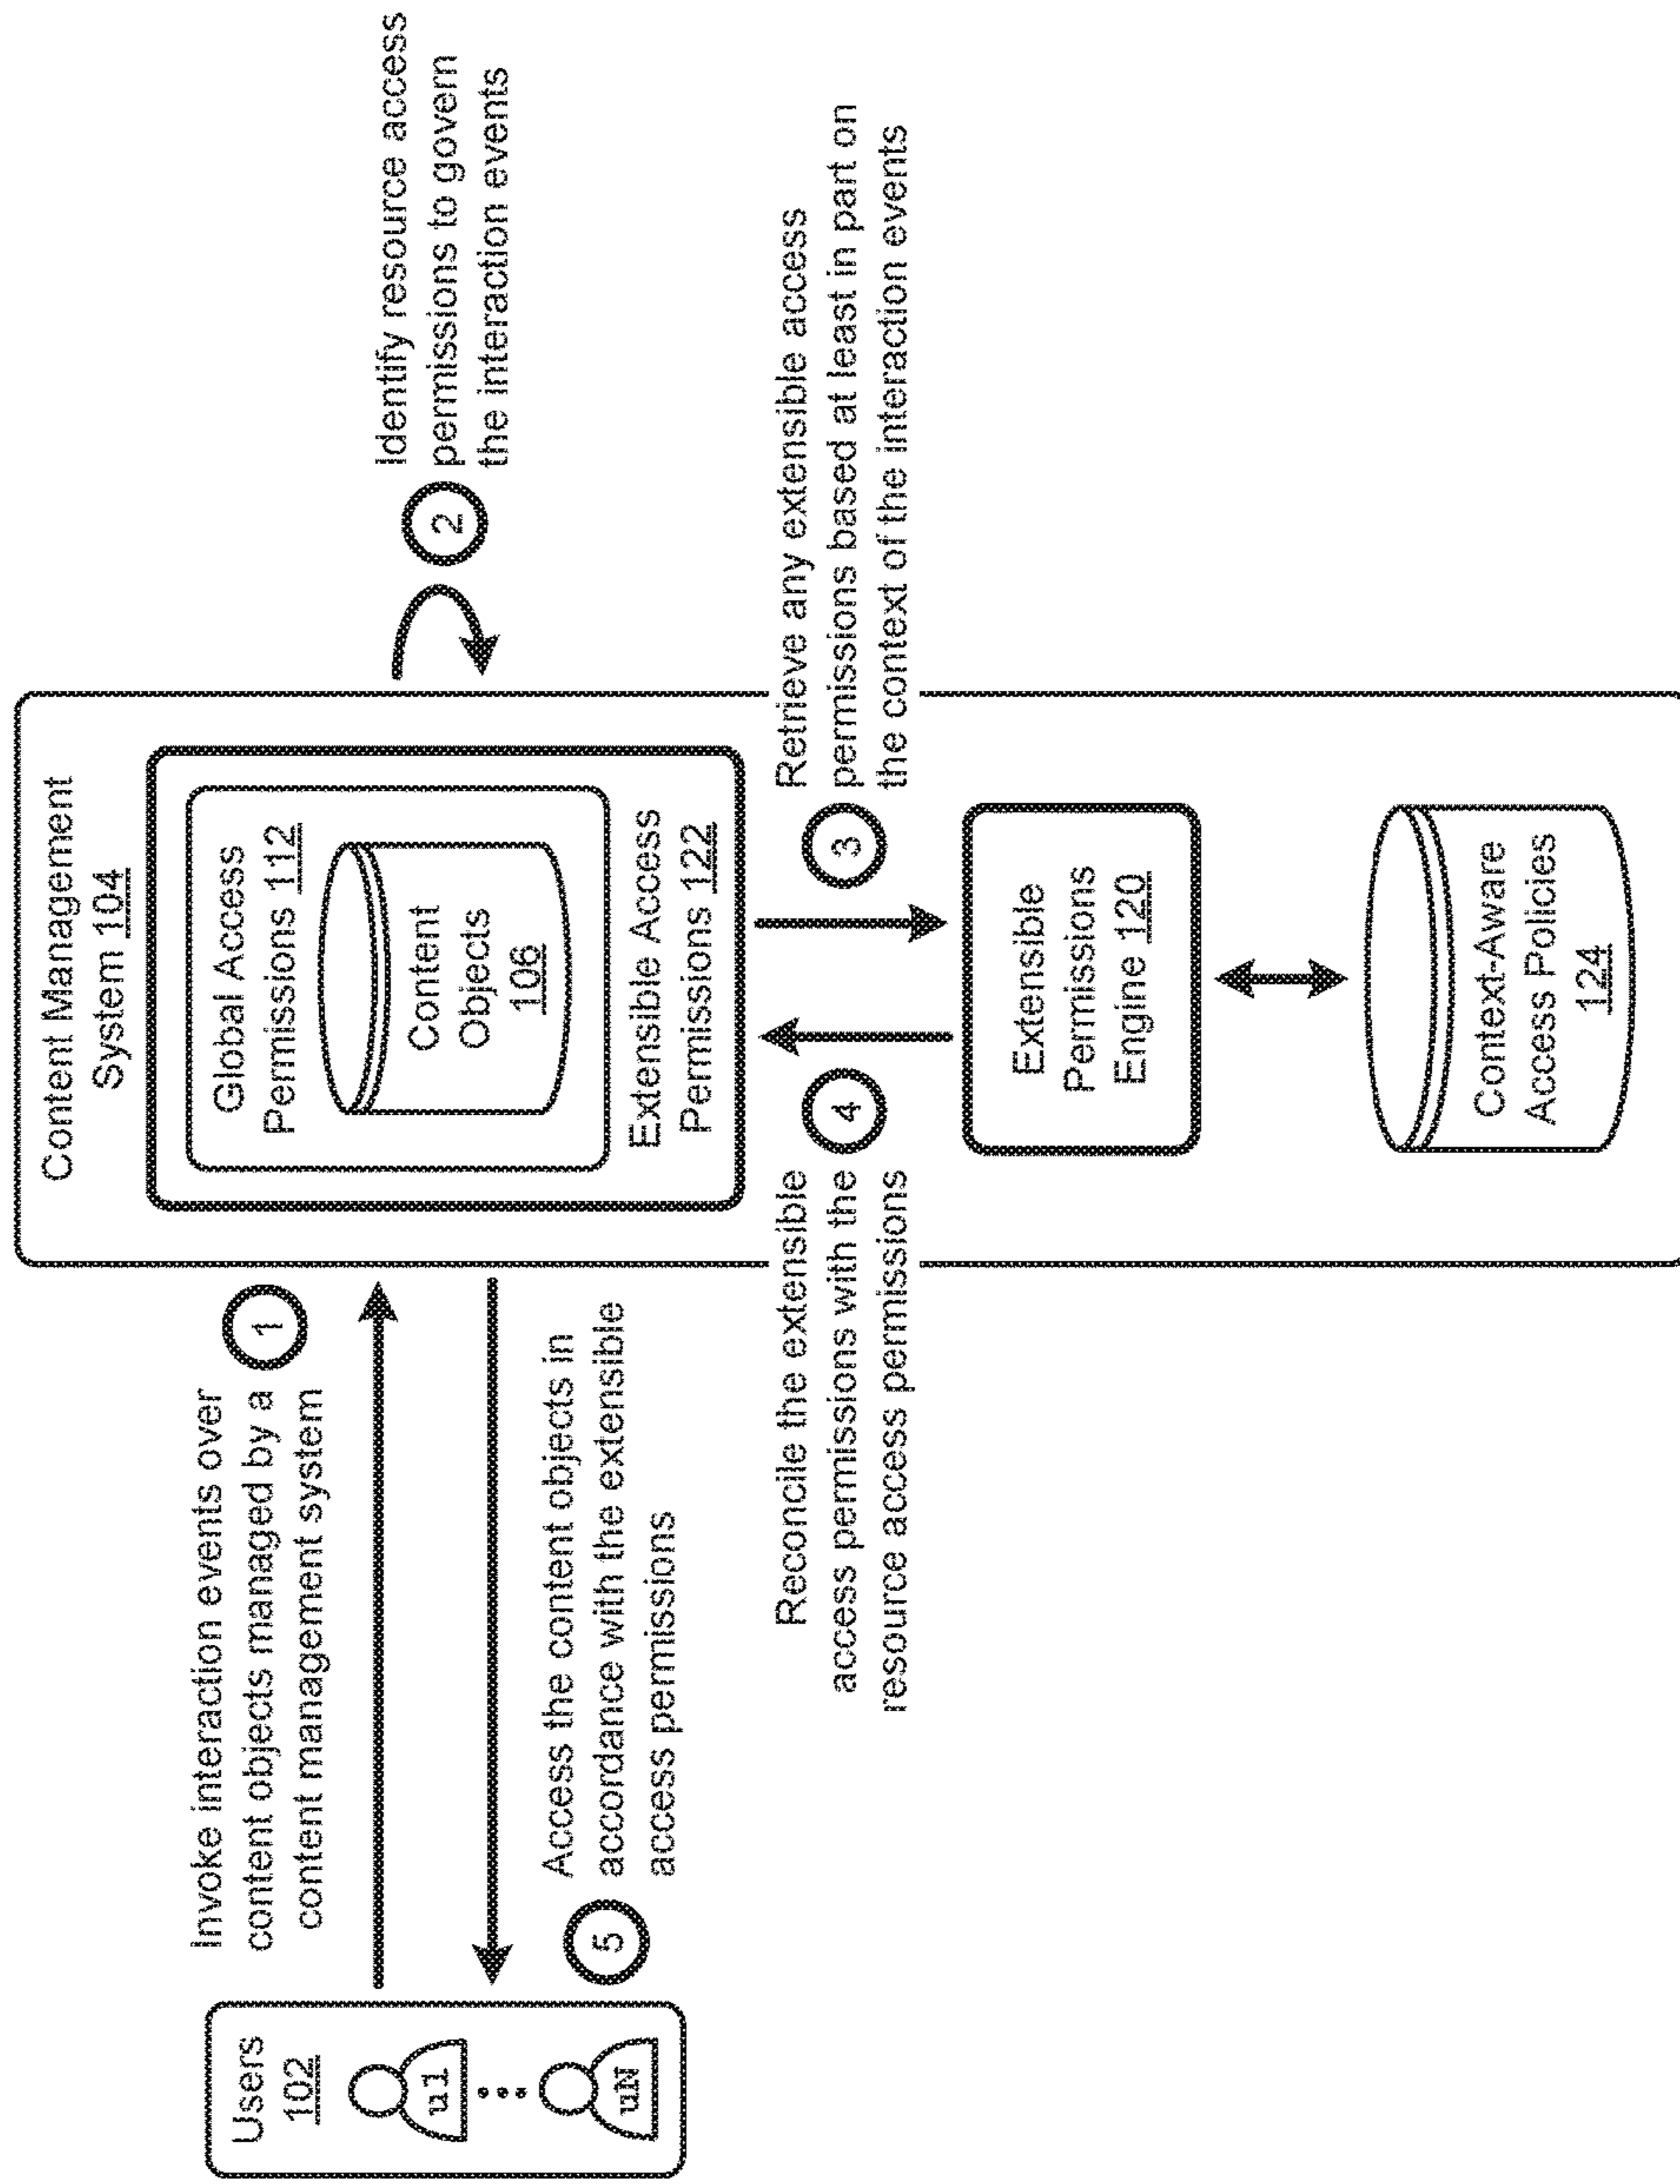 Users
102
u1
uN
Invoke interaction events over
content objects managed by a
content management system
1
Access the content objects in
accordance with the extensible
access permissions
5
Content Management
System 104
Global Access
Permissions 112
Content
Objects
106
Extensible Access
Permissions 122
2
Identify resource access
permissions to govern
the interaction events
3
Retrieve any extensible access
permissions based at least in part on
the context of the interaction events
Reconcile the extensible
access permissions with the
resource access permissions
4
Extensible
Permissions
Engine 120
Context-Aware
Access Policies
124